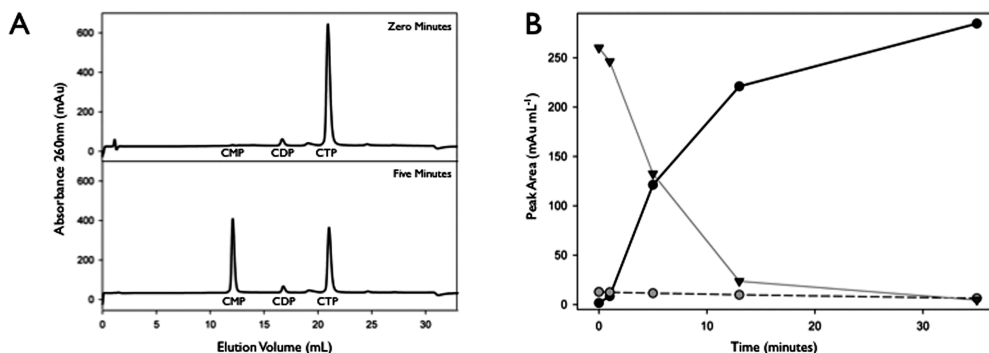 A
Zero Minutes
600
400
200
0
CMP CDP CTP
Five Minutes
600
400
200
0
CMP CDP CTP
0 5 10 15 20 25 30
Elution Volume (mL)
Absorbance 260nm (mAu)
B
250
200
150
100
50
0
0 10 20 30
Time (minutes)
Peak Area (mAu mL-1)